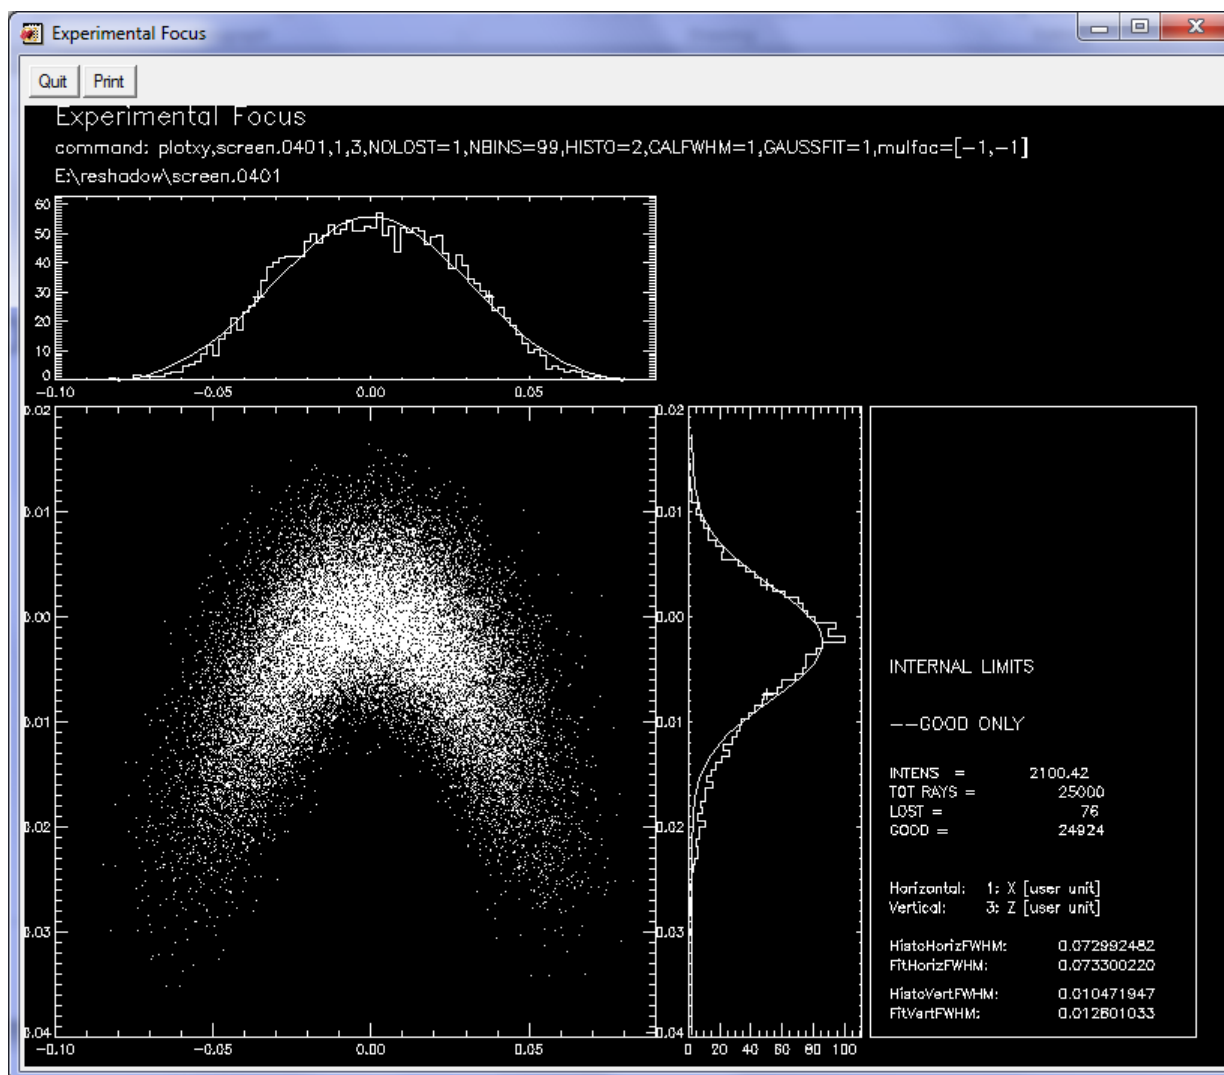 Experimental Focus
Quit Print
Experimental Focus
command: plotxy,screen.0401,1,3,NOLOST=1,NBINS=99,HISTO=2,CALFWHM=1,GAUSSFIT=1,mulfac=[-1,-1]
E:\reshadow\screen.0401
60
50
40
30
20
10
0
-0.10 -0.05 0.00 0.05
0.02 0.02
0.01 0.01
0.00 0.00
0.01 0.01
0.02 0.02
0.03 0.03
0.04 0.04
-0.10 -0.05 0.00 0.05 0 20 40 60 80 100
INTERNAL LIMITS
--GOOD ONLY
INTENS = 2100.42
TOT RAYS = 25000
LOST = 76
GOOD = 24924
Horizontal: 1: X [user unit]
Vertical: 3: Z [user unit]
HistoHorizFWHM: 0.072992482
FitHorizFWHM: 0.073300220
HistoVertFWHM: 0.010471947
FitVertFWHM: 0.012601033